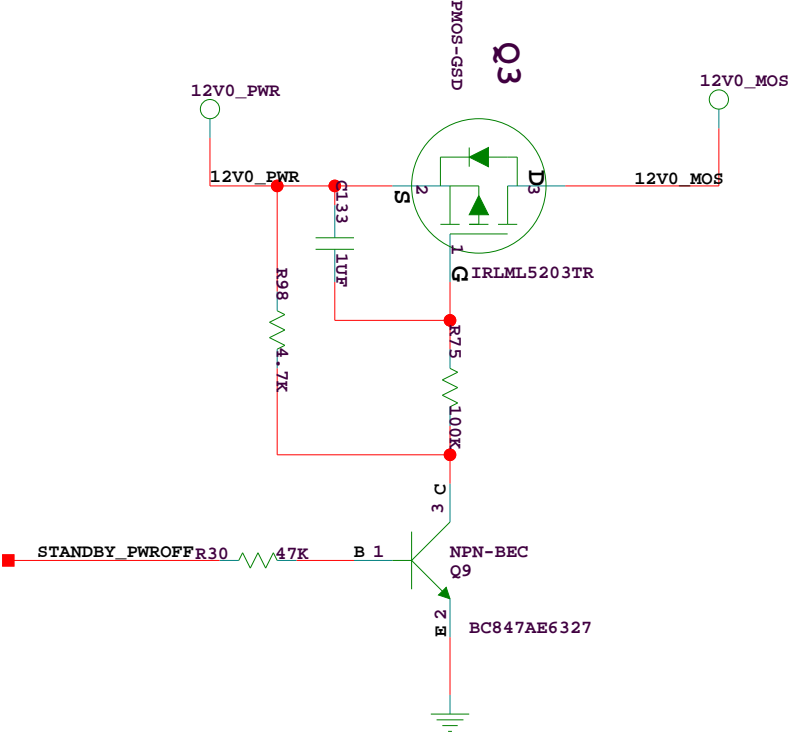 PMOS-GSD
Q3
12V0_PWR
12V0_MOS
12V0_PWR
C133
S
2
D
3
12V0_MOS
1
G
IRLML5203TR
1UF
R98
4.7K
R75
100K
C
3
STANDBY_PWROFF
R30
47K
B 1
NPN-BEC
Q9
2
E
BC847AE6327